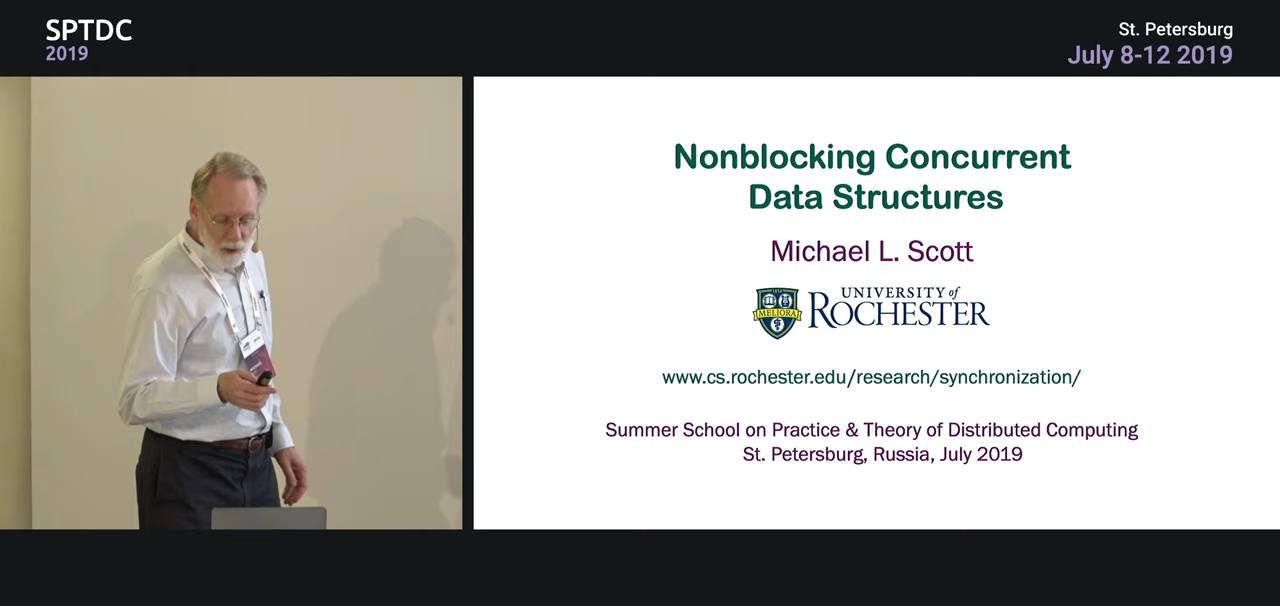 SPTDC
2019
St. Petersburg
July 8-12 2019
Nonblocking Concurrent
Data Structures
Michael L. Scott
MELIORA
UNIVERSITY of
ROCHESTER
www.cs.rochester.edu/research/synchronization/
Summer School on Practice & Theory of Distributed Computing
St. Petersburg, Russia, July 2019